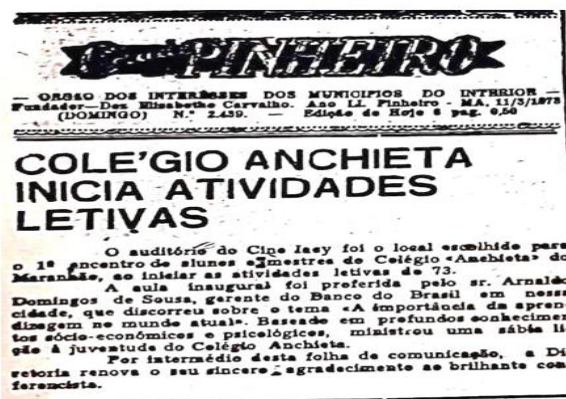 Cidade de PINHEIRO
— ORGÃO DOS INTERÊSSES DOS MUNICIPIOS DO INTERIOR —
Fundador—Dez Elisabetho Carvalho. Ano LI. Pinheiro - MA, 11/3/1973
(DOMINGO) N.º 2.439. — Edição de Hoje 6 pag. 0,50
COLE'GIO ANCHIETA
INICIA ATIVIDADES
LETIVAS
O auditório do Cine Iacy foi o local escolhido para
o 1º encontro de alunos e mestres do Colégio «Anchieta» do
Maranhão, ao iniciar as atividades letivas de 73.
A aula inaugural foi preferida pelo sr. Arnaldo
Domingos de Sousa, gerente do Banco do Brasil em nossa
cidade, que discorreu sobre o tema «A importância da apren
dizagem no mundo atual». Baseado em profundos conhecimen
tos sócio-econômicos e psicológicos, ministrou uma sábia li
ção à juventude do Colégio Anchieta.
Por intermédio desta folha de comunicação, a Di
retoria renova o seu sincero agradecimento ao brilhante con
ferencista.